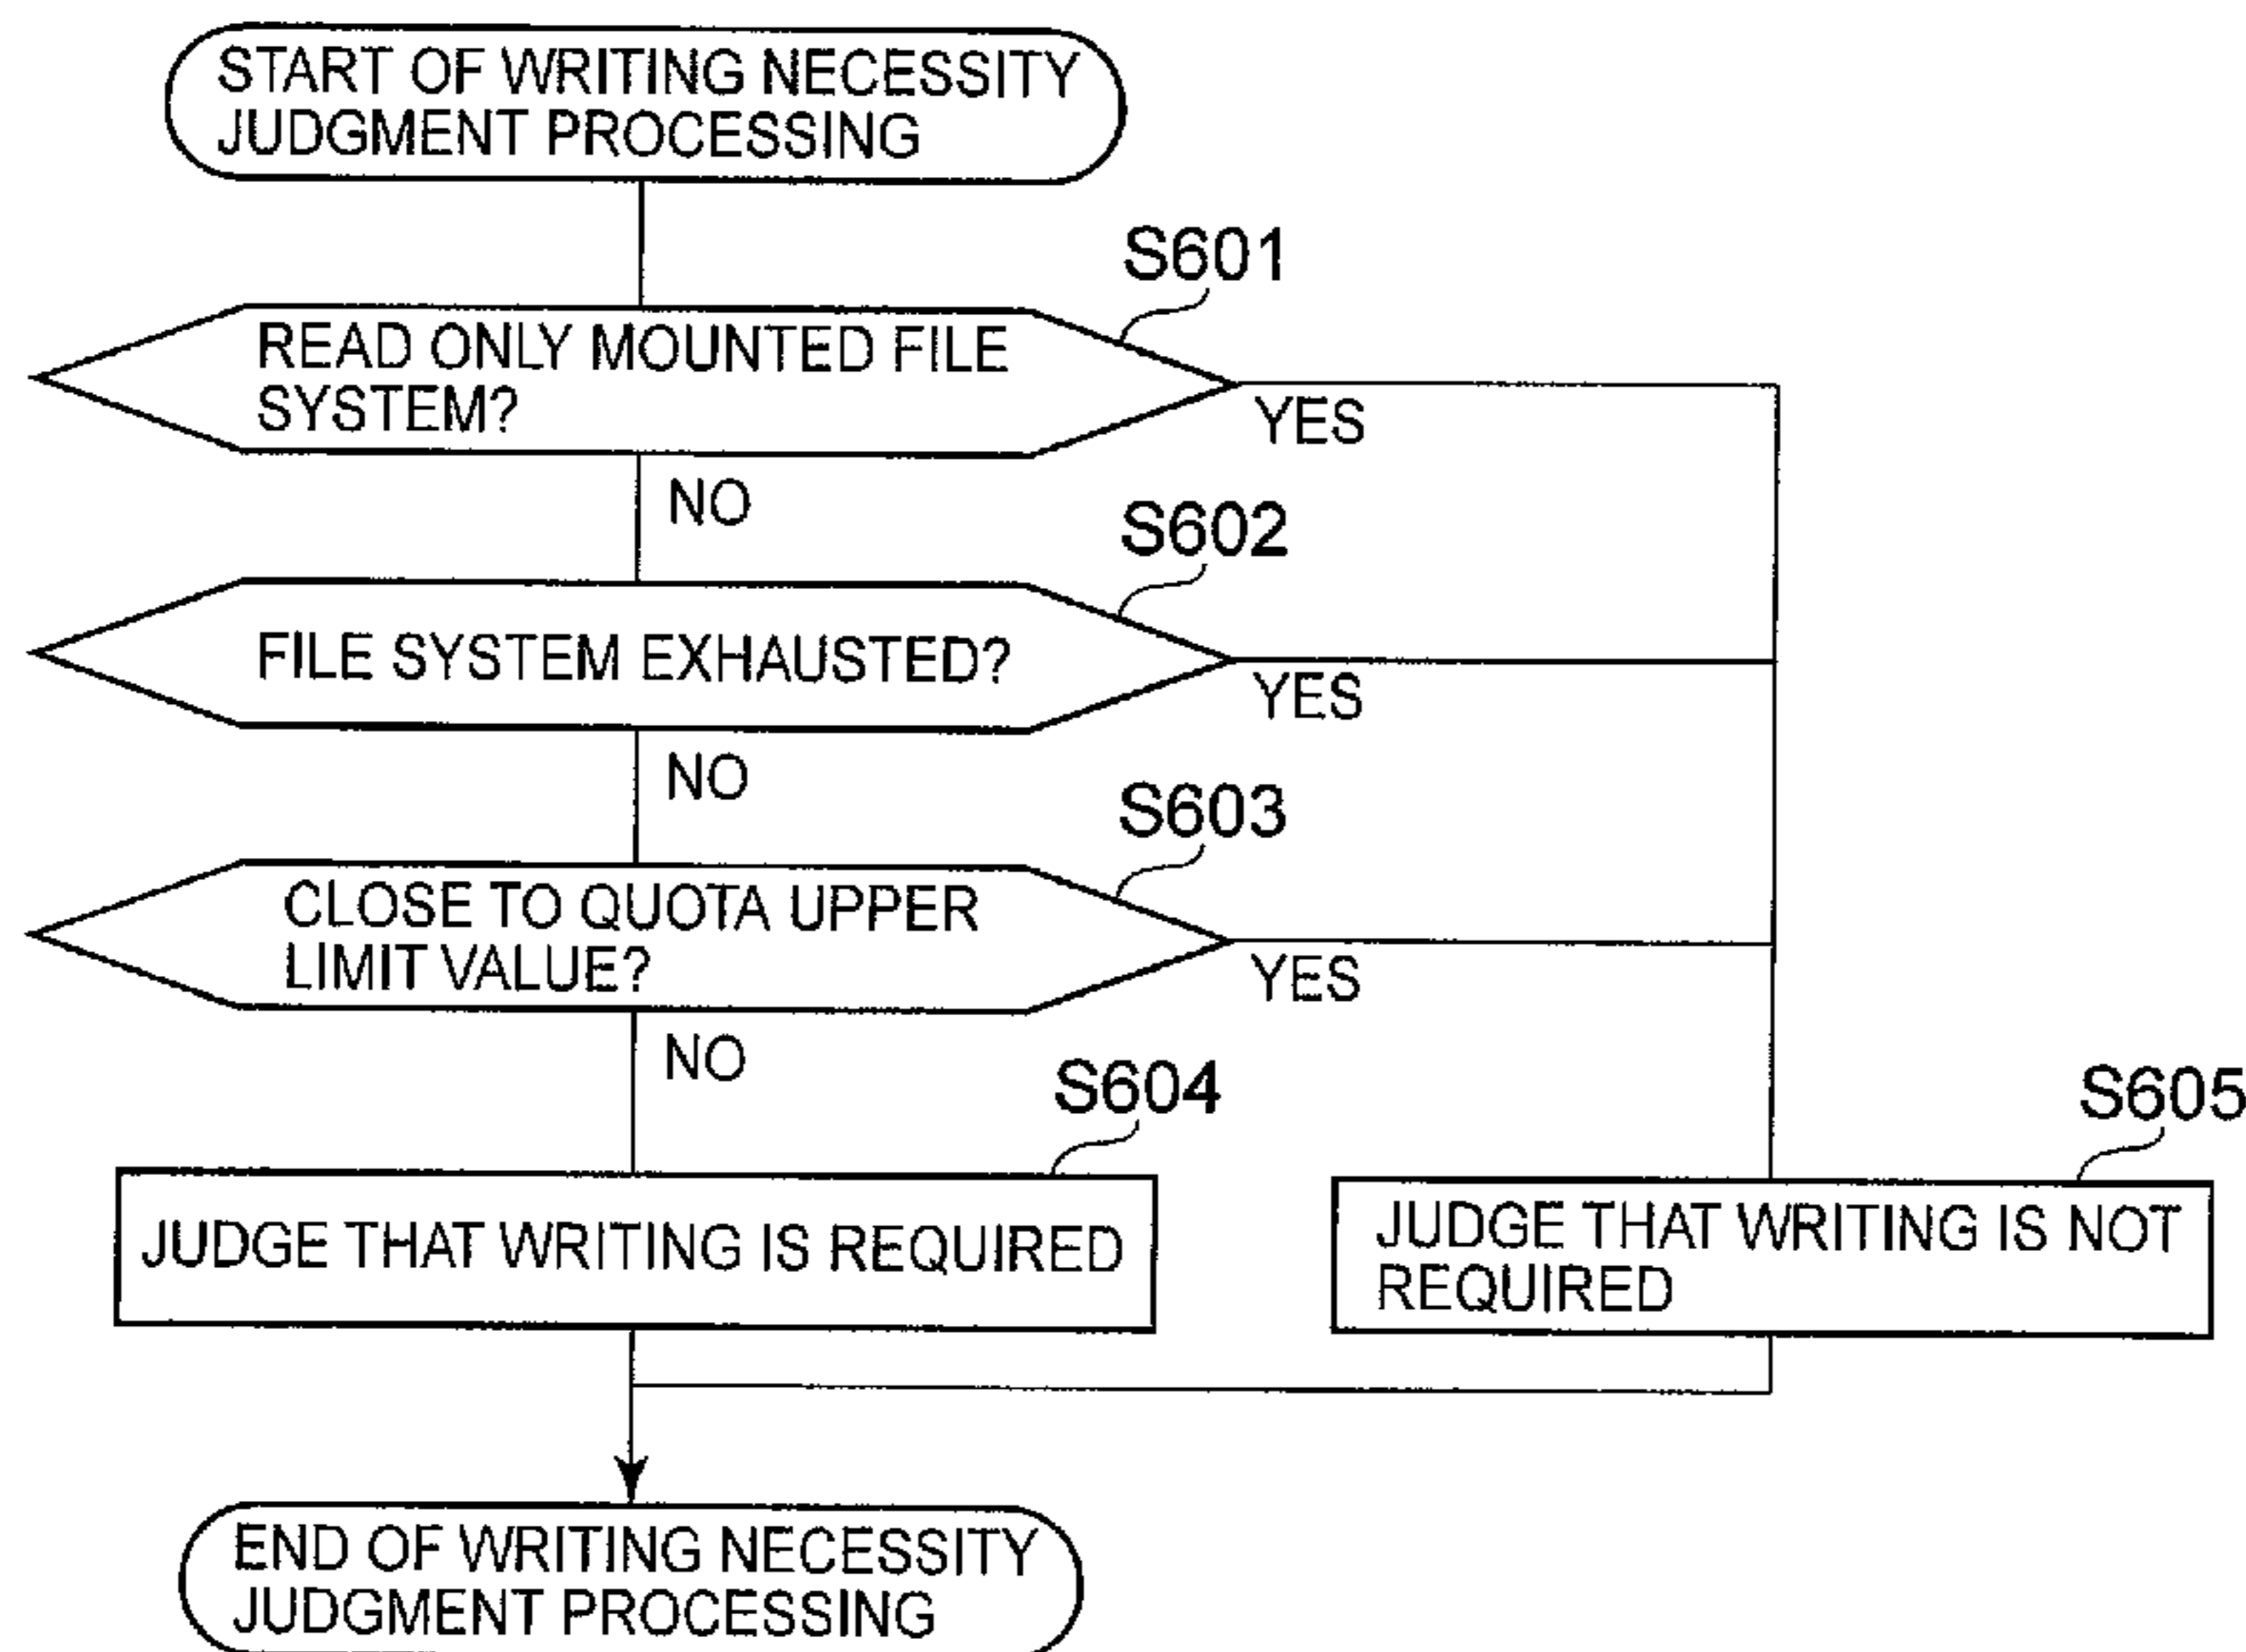 START OF WRITING NECESSITY
JUDGMENT PROCESSING
S601
READ ONLY MOUNTED FILE
SYSTEM?
YES
NO
S602
FILE SYSTEM EXHAUSTED?
YES
NO
S603
CLOSE TO QUOTA UPPER
LIMIT VALUE?
YES
NO
S604
S605
JUDGE THAT WRITING IS REQUIRED
JUDGE THAT WRITING IS NOT
REQUIRED
END OF WRITING NECESSITY
JUDGMENT PROCESSING